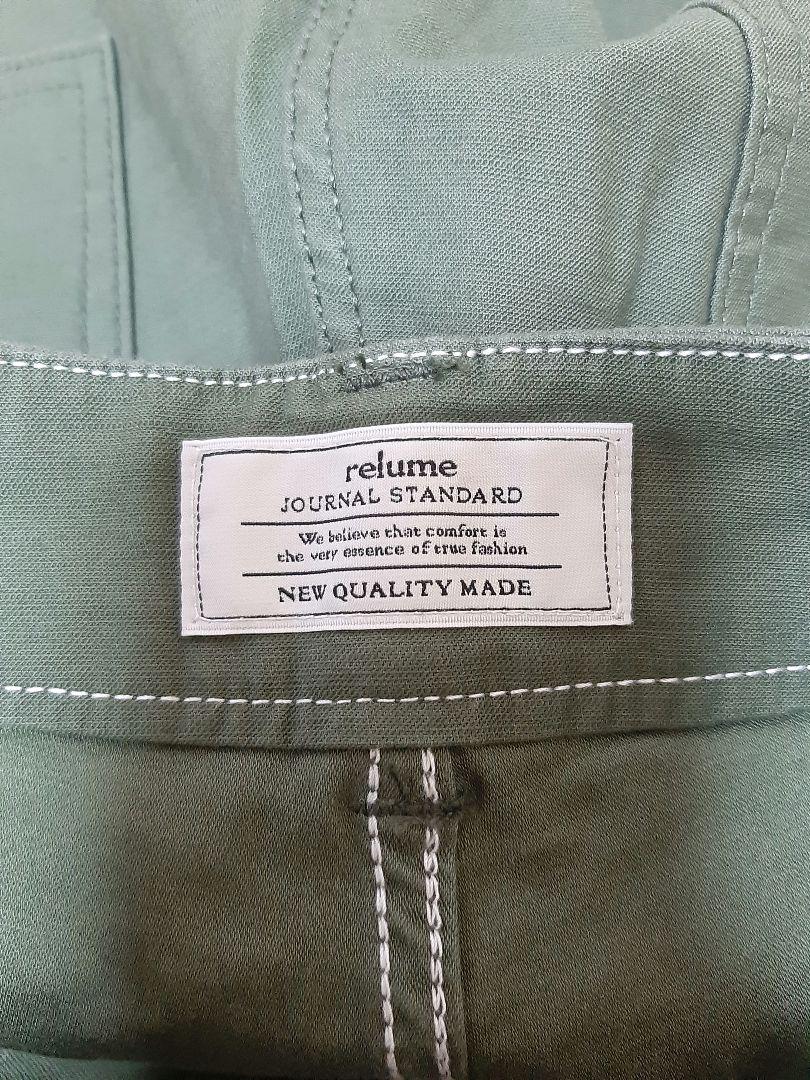 relume
JOURNAL STANDARD
We believe that comfort is
the very essence of true fashion
NEW QUALITY MADE